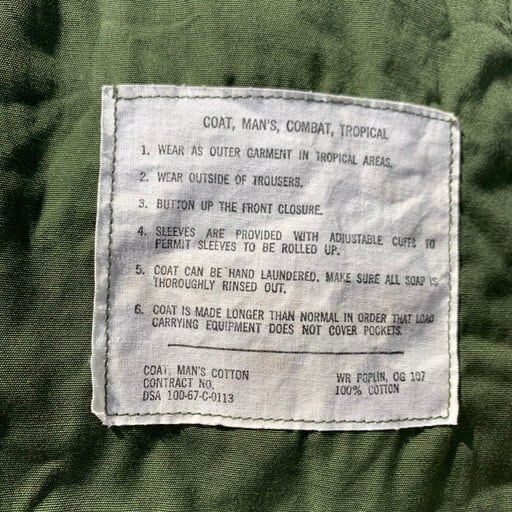 COAT, MAN'S, COMBAT, TROPICAL
1. WEAR AS OUTER GARMENT IN TROPICAL AREAS.
2. WEAR OUTSIDE OF TROUSERS.
3. BUTTON UP THE FRONT CLOSURE.
4. SLEEVES ARE PROVIDED WITH ADJUSTABLE CUFFS TO
PERMIT SLEEVES TO BE ROLLED UP.
5. COAT CAN BE HAND LAUNDERED. MAKE SURE ALL SOAP IS
THOROUGHLY RINSED OUT.
6. COAT IS MADE LONGER THAN NORMAL IN ORDER THAT LOAD
CARRYING EQUIPMENT DOES NOT COVER POCKETS.
COAT, MAN'S COTTON
CONTRACT NO.
DSA 100-67-C-0113
WR POPLIN, OG 107
100% COTTON